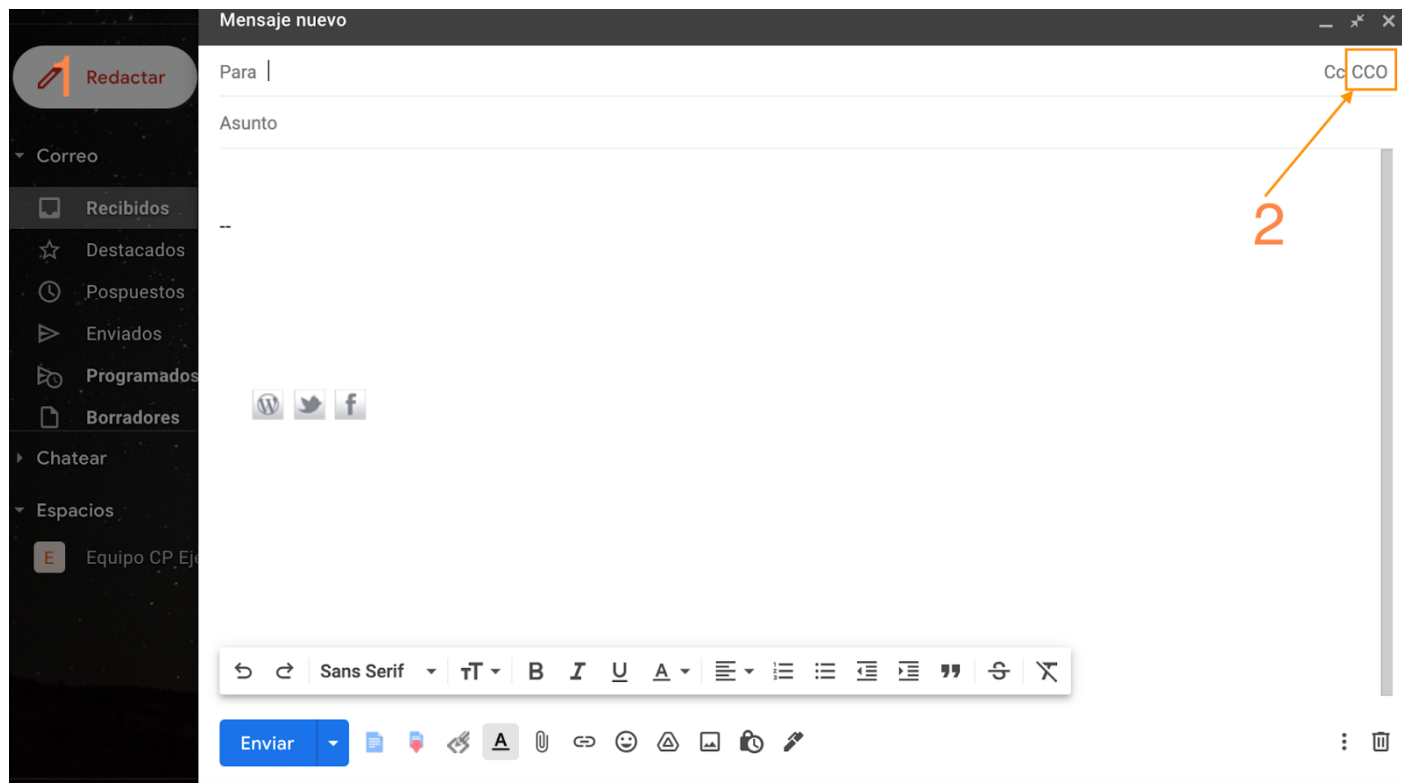 Mensaje nuevo
1 Redactar
Para
Cc CCO
Asunto
2
Correo
Recibidos
Destacados
Pospuestos
Enviados
Programados
Borradores
Chatear
Espacios
E Equipo CP Eje
--
Sans Serif
Enviar